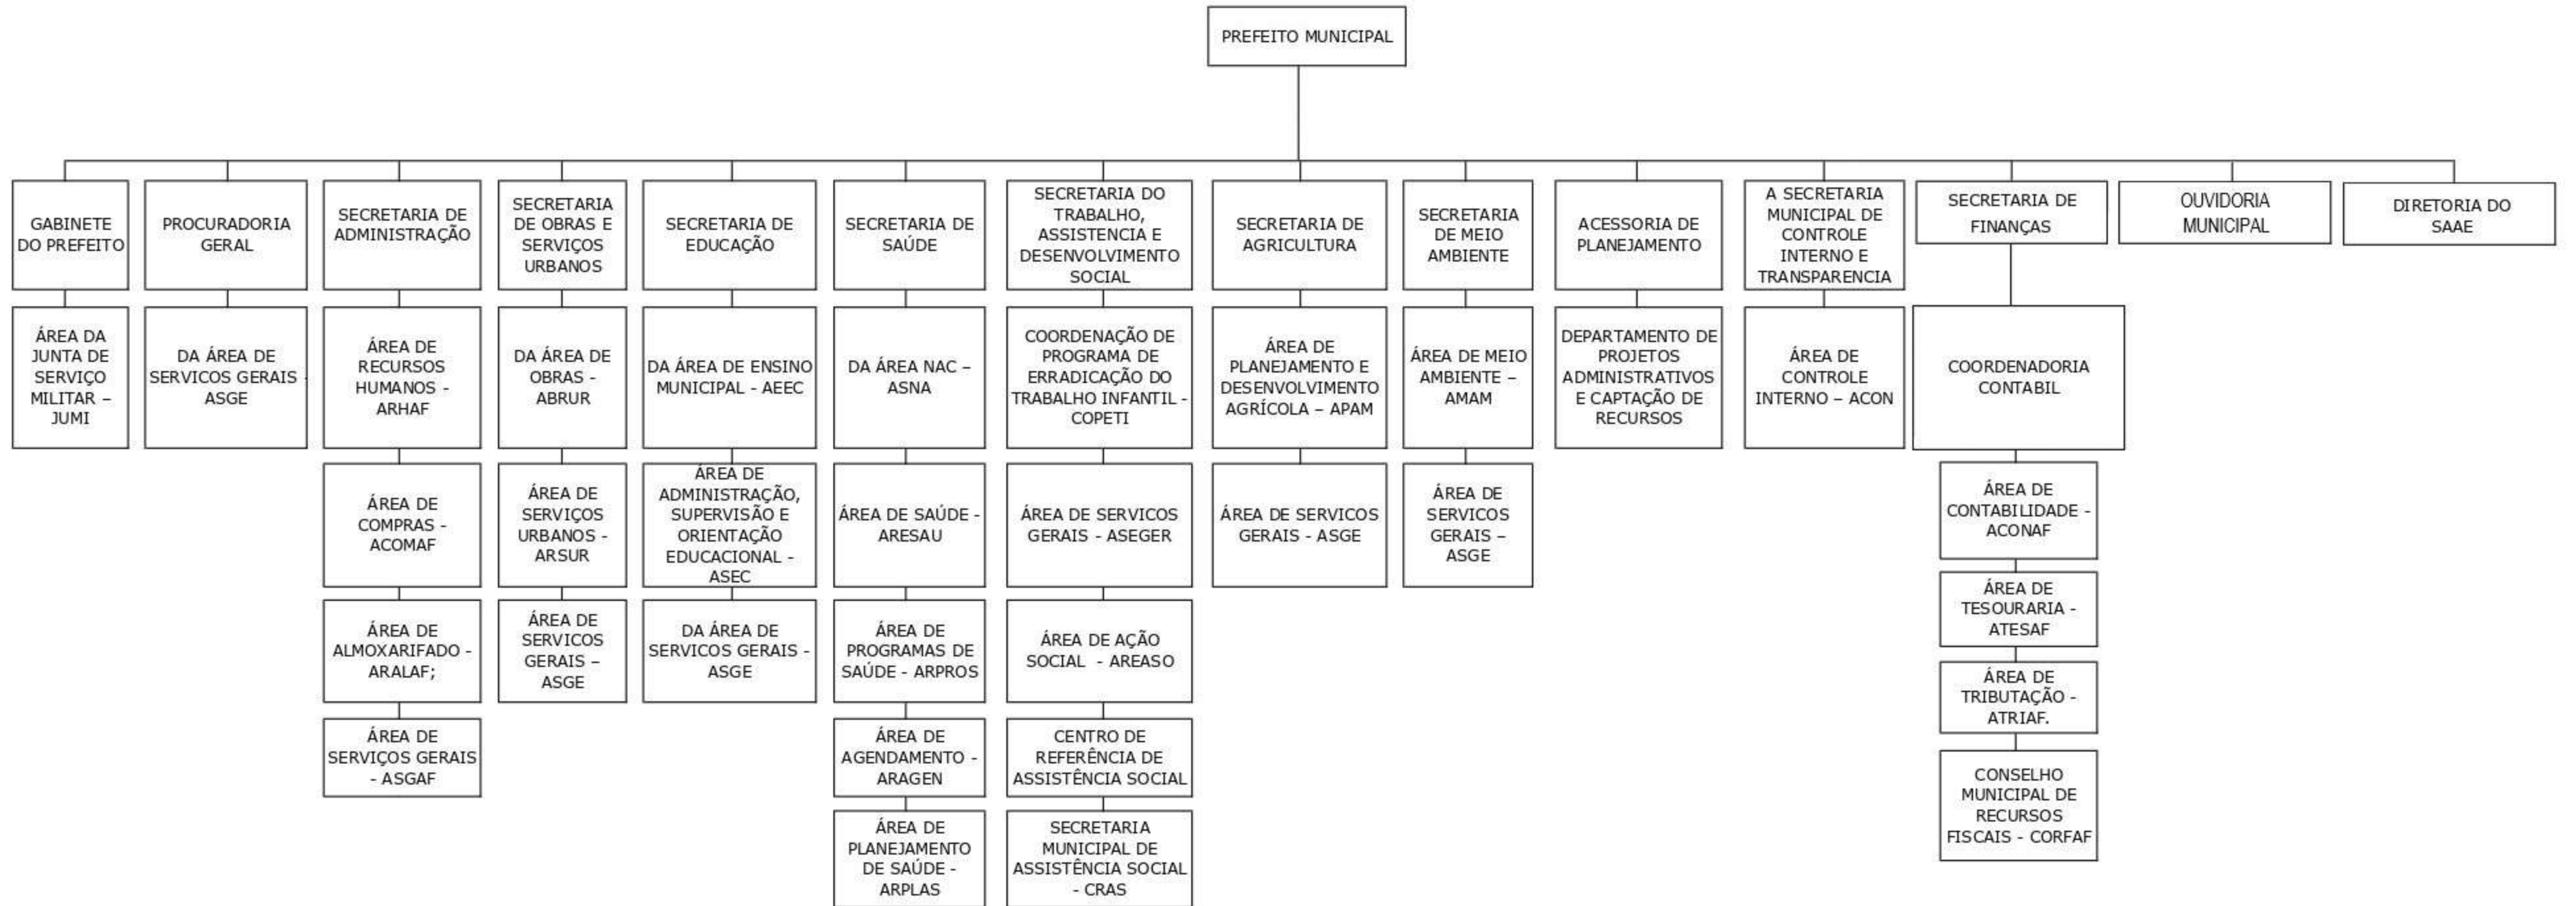 PREFEITO MUNICIPAL
GABINETE
DO PREFEITO
PROCURADORIA
GERAL
SECRETARIA DE
ADMINISTRAÇÃO
SECRETARIA
DE OBRAS E
SERVIÇOS
URBANOS
SECRETARIA DE
EDUCAÇÃO
SECRETARIA DE
SAÚDE
SECRETARIA DO
TRABALHO,
ASSISTENCIA E
DESENVOLVIMENTO
SOCIAL
SECRETARIA DE
AGRICULTURA
SECRETARIA
DE MEIO
AMBIENTE
ACESSORIA DE
PLANEJAMENTO
A SECRETARIA
MUNICIPAL DE
CONTROLE
INTERNO E
TRANSPARENCIA
SECRETARIA DE
FINANÇAS
OUVIDORIA
MUNICIPAL
DIRETORIA DO
SAAE
ÁREA DA
JUNTA DE
SERVIÇO
MILITAR –
JUMI
DA ÁREA DE
SERVICOS GERAIS -
ASGE
ÁREA DE
RECURSOS
HUMANOS -
ARHAF
DA ÁREA DE
OBRAS -
ABRUR
DA ÁREA DE ENSINO
MUNICIPAL - AEEC
DA ÁREA NAC –
ASNA
COORDENAÇÃO DE
PROGRAMA DE
ERRADICAÇÃO DO
TRABALHO INFANTIL -
COPETI
ÁREA DE
PLANEJAMENTO E
DESENVOLVIMENTO
AGRÍCOLA – APAM
ÁREA DE MEIO
AMBIENTE –
AMAM
DEPARTAMENTO DE
PROJETOS
ADMINISTRATIVOS
E CAPTAÇÃO DE
RECURSOS
ÁREA DE
CONTROLE
INTERNO – ACON
COORDENADORIA
CONTABIL
ÁREA DE
COMPRAS -
ACOMAF
ÁREA DE
SERVIÇOS
URBANOS -
ARSUR
ÁREA DE
ADMINISTRAÇÃO,
SUPERVISÃO E
ORIENTAÇÃO
EDUCACIONAL -
ASEC
ÁREA DE SAÚDE -
ARESAU
ÁREA DE SERVICOS
GERAIS - ASEGER
ÁREA DE SERVICOS
GERAIS - ASGE
ÁREA DE
SERVICOS
GERAIS –
ASGE
ÁREA DE
CONTABILIDADE -
ACONAF
ÁREA DE
ALMOXARIFADO -
ARALAF;
ÁREA DE
SERVICOS
GERAIS –
ASGE
DA ÁREA DE
SERVICOS GERAIS -
ASGE
ÁREA DE
PROGRAMAS DE
SAÚDE - ARPROS
ÁREA DE AÇÃO
SOCIAL - AREASO
ÁREA DE
TESOURARIA -
ATESAF
ÁREA DE
TRIBUTAÇÃO -
ATRIAF.
ÁREA DE
SERVIÇOS GERAIS
- ASGAF
ÁREA DE
AGENDAMENTO -
ARAGEN
CENTRO DE
REFERÊNCIA DE
ASSISTÊNCIA SOCIAL
CONSELHO
MUNICIPAL DE
RECURSOS
FISCAIS - CORFAF
ÁREA DE
PLANEJAMENTO
DE SAÚDE -
ARPLAS
SECRETARIA
MUNICIPAL DE
ASSISTÊNCIA SOCIAL
- CRAS